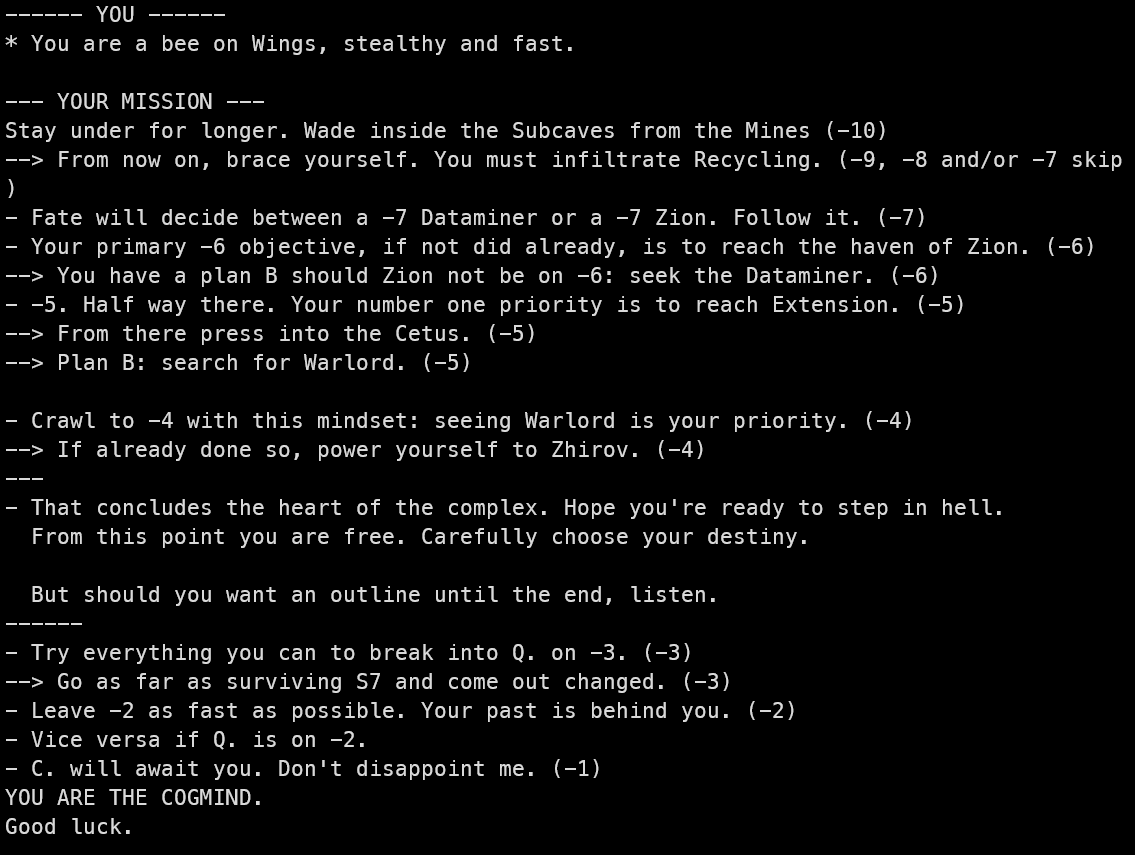 ------ YOU ------
* You are a bee on Wings, stealthy and fast.
--- YOUR MISSION ---
Stay under for longer. Wade inside the Subcaves from the Mines (-10)
--> From now on, brace yourself. You must infiltrate Recycling. (-9, -8 and/or -7 skip
)
- Fate will decide between a -7 Dataminer or a -7 Zion. Follow it. (-7)
- Your primary -6 objective, if not did already, is to reach the haven of Zion. (-6)
--> You have a plan B should Zion not be on -6: seek the Dataminer. (-6)
- -5. Half way there. Your number one priority is to reach Extension. (-5)
--> From there press into the Cetus. (-5)
--> Plan B: search for Warlord. (-5)
- Crawl to -4 with this mindset: seeing Warlord is your priority. (-4)
--> If already done so, power yourself to Zhirov. (-4)
---
- That concludes the heart of the complex. Hope you're ready to step in hell.
From this point you are free. Carefully choose your destiny.
But should you want an outline until the end, listen.
------
- Try everything you can to break into Q. on -3. (-3)
--> Go as far as surviving S7 and come out changed. (-3)
- Leave -2 as fast as possible. Your past is behind you. (-2)
- Vice versa if Q. is on -2.
- C. will await you. Don't disappoint me. (-1)
YOU ARE THE COGMIND.
Good luck.